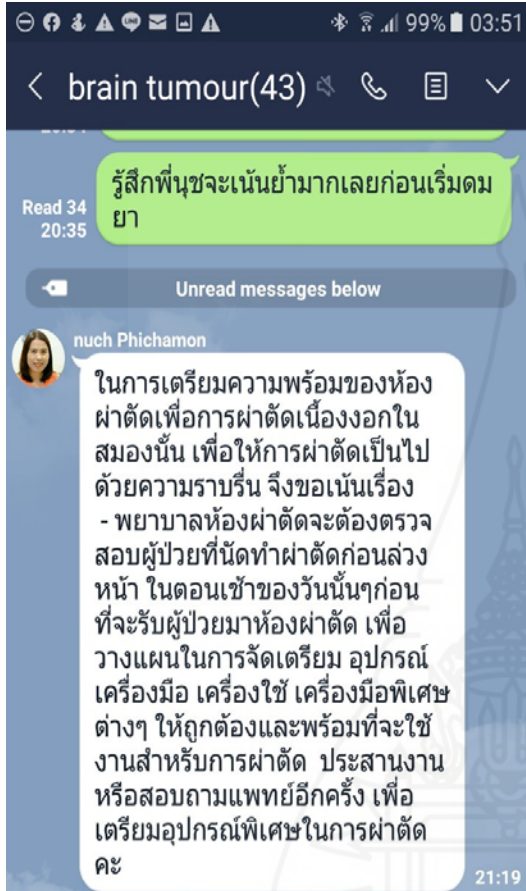 99% 03:51
brain tumour(43)
รู้สึกพี่นุชจะเน้นย้ำมากเลยก่อนเริ่มดม
ยา
Read 34
20:35
Unread messages below
nuch Phichamon
ในการเตรียมความพร้อมของห้อง
ผ่าตัดเพื่อการผ่าตัดเนื้องงอกใน
สมองนั้น เพื่อให้การผ่าตัดเป็นไป
ด้วยความราบรื่น จึงขอเน้นเรื่อง
- พยาบาลห้องผ่าตัดจะต้องตรวจ
สอบผู้ป่วยที่นัดทำผ่าตัดก่อนล่วง
หน้า ในตอนเช้าของวันนั้นๆก่อน
ที่จะรับผู้ป่วยมาห้องผ่าตัด เพื่อ
วางแผนในการจัดเตรียม อุปกรณ์
เครื่องมือ เครื่องใช้ เครื่องมือพิเศษ
ต่างๆ ให้ถูกต้องและพร้อมที่จะใช้
งานสำหรับการผ่าตัด ประสานงาน
หรือสอบถามแพทย์อีกครั้ง เพื่อ
เตรียมอุปกรณ์พิเศษในการผ่าตัด
คะ
21:19